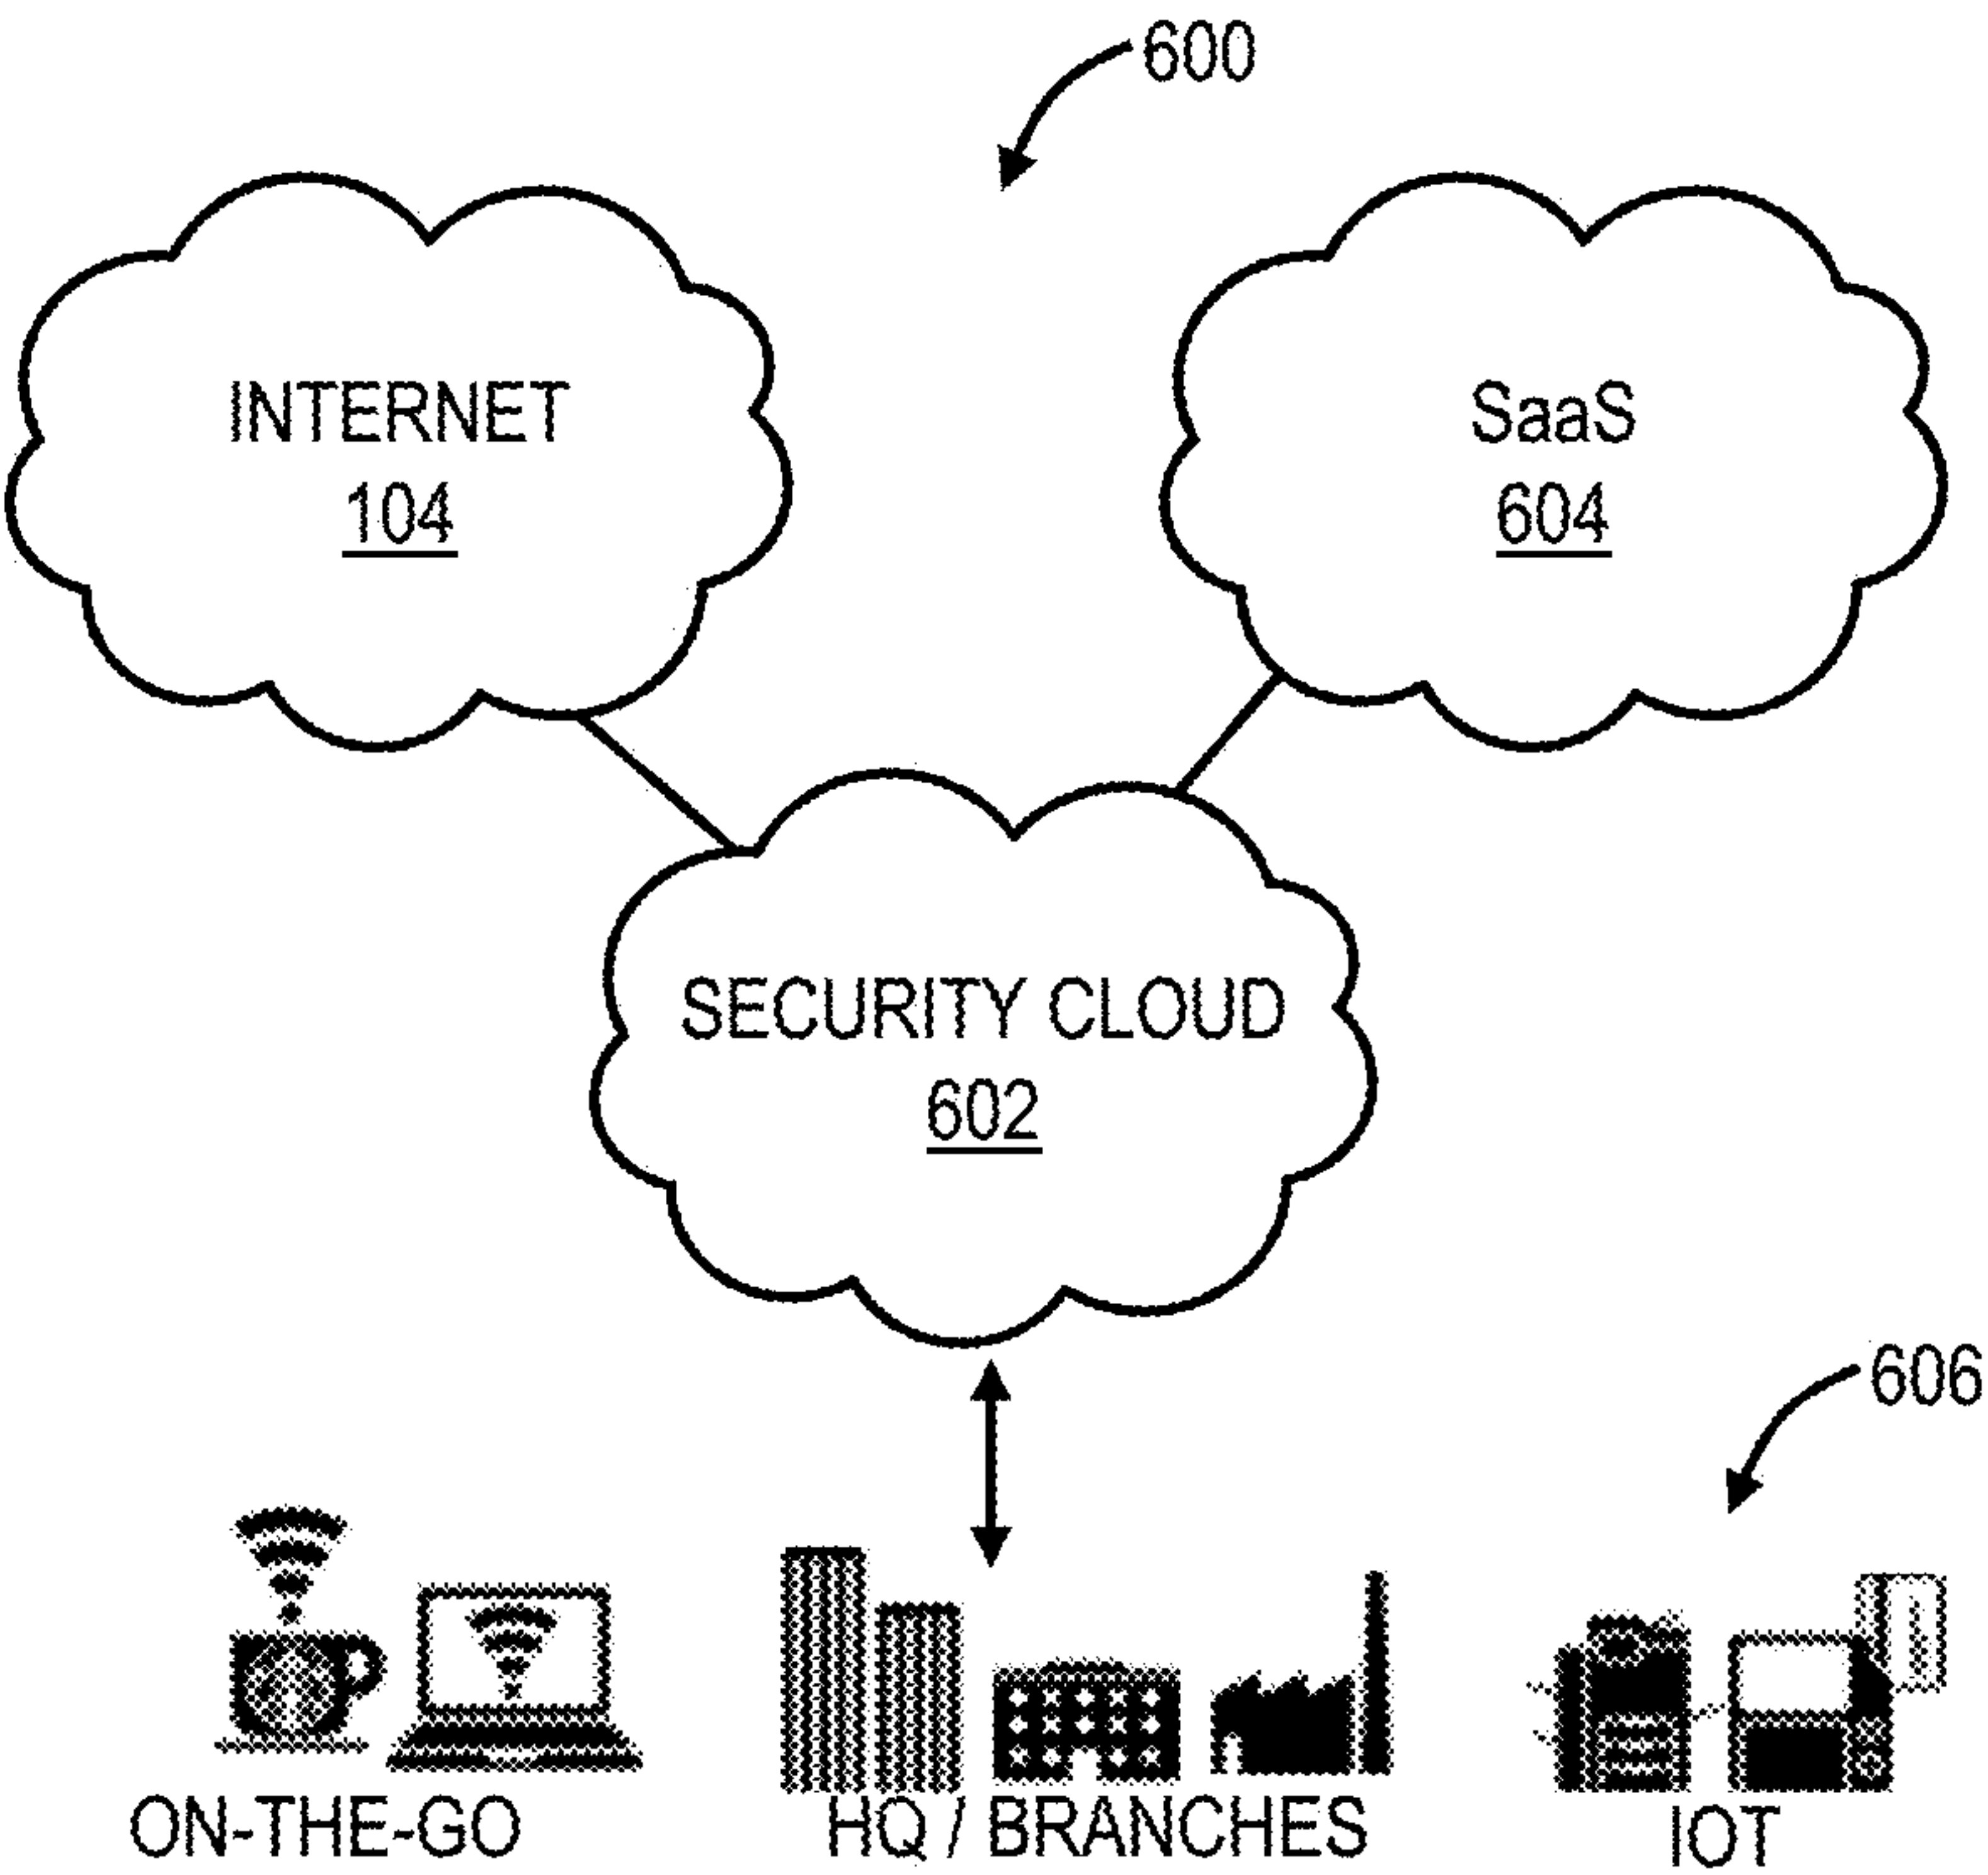 600
INTERNET
104
SaaS
604
SECURITY CLOUD
602
606
ON-THE-GO
HQ / BRANCHES
IOT